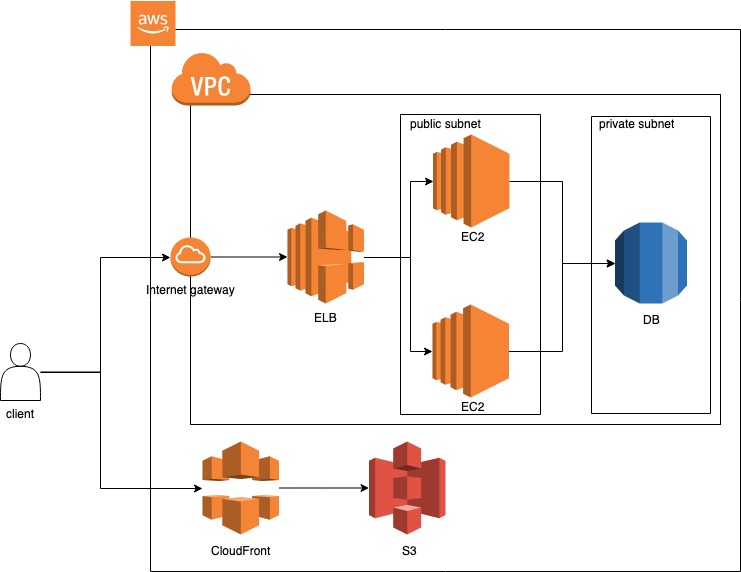 aws
VPC
public subnet
private subnet
EC2
Internet gateway
ELB
DB
EC2
client
CloudFront
S3